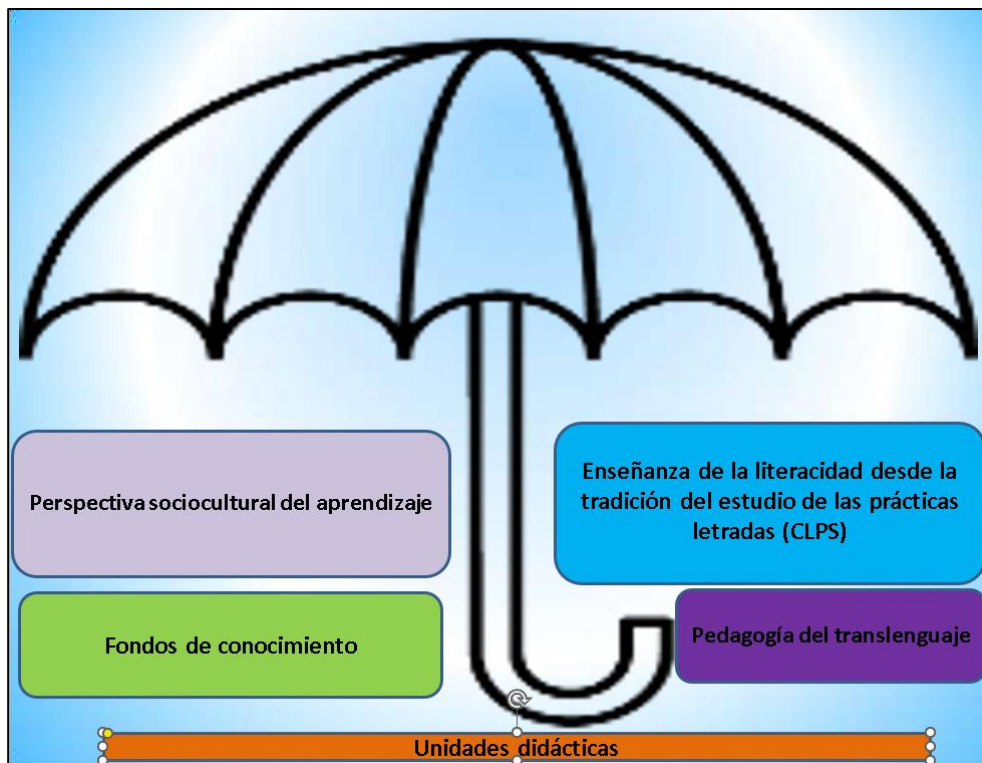 Perspectiva sociocultural del aprendizaje
Enseñanza de la literacidad desde la
tradición del estudio de las prácticas
letradas (CLPS)
Fondos de conocimiento
Pedagogía del translenguaje
Unidades didácticas